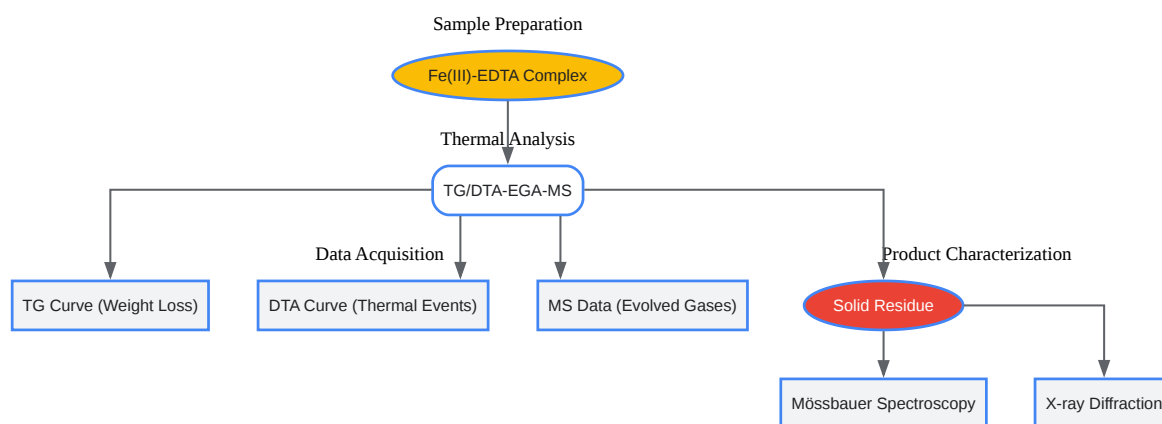 Sample Preparation
Fe(III)-EDTA Complex
Thermal Analysis
TG/DTA-EGA-MS
Data Acquisition
Product Characterization
TG Curve (Weight Loss)
DTA Curve (Thermal Events)
MS Data (Evolved Gases)
Solid Residue
Mössbauer Spectroscopy
X-ray Diffraction